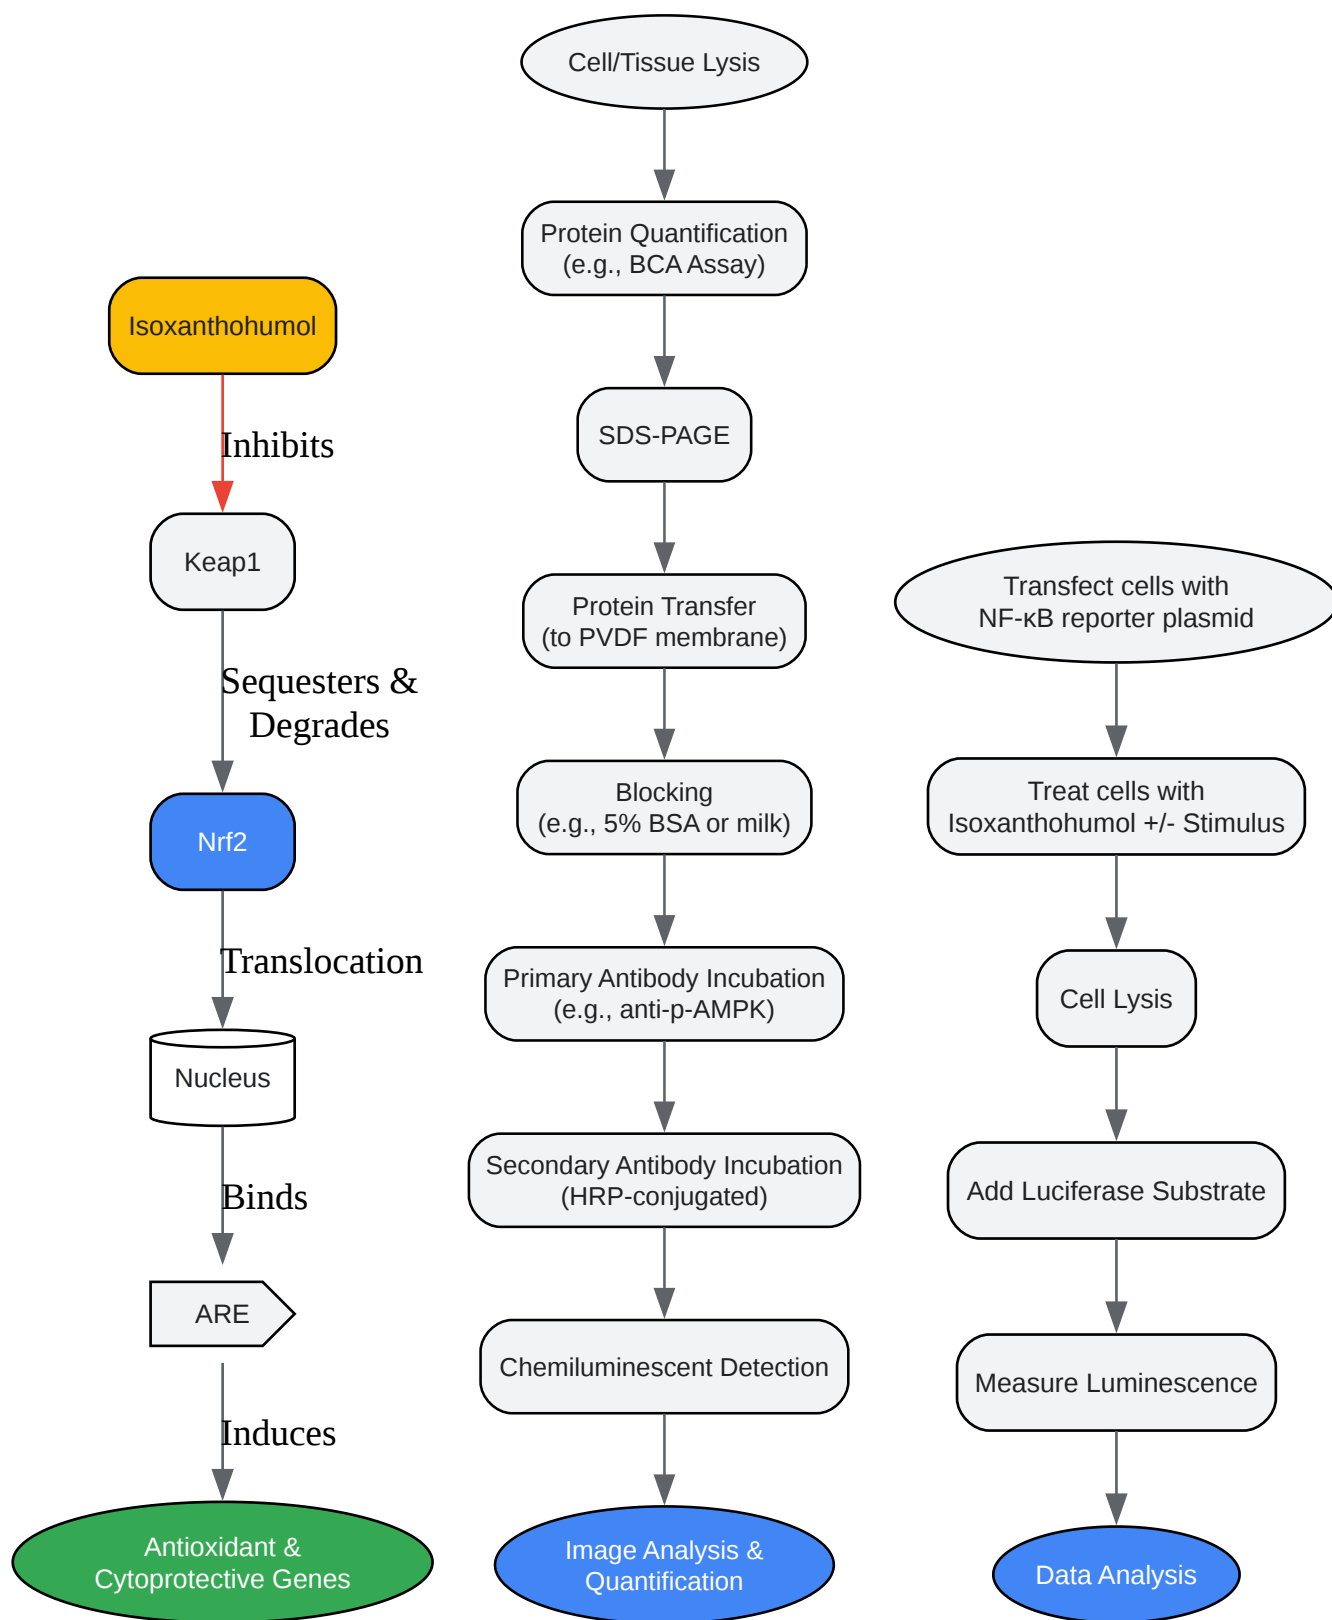 Isoxanthohumol
Inhibits
Keap1
Sequesters &
Degrades
Nrf2
Translocation
Nucleus
Binds
ARE
Induces
Antioxidant &
Cytoprotective Genes
Cell/Tissue Lysis
Protein Quantification
(e.g., BCA Assay)
SDS-PAGE
Protein Transfer
(to PVDF membrane)
Blocking
(e.g., 5% BSA or milk)
Primary Antibody Incubation
(e.g., anti-p-AMPK)
Secondary Antibody Incubation
(HRP-conjugated)
Chemiluminescent Detection
Image Analysis &
Quantification
Transfect cells with
NF-κB reporter plasmid
Treat cells with
Isoxanthohumol +/- Stimulus
Cell Lysis
Add Luciferase Substrate
Measure Luminescence
Data Analysis